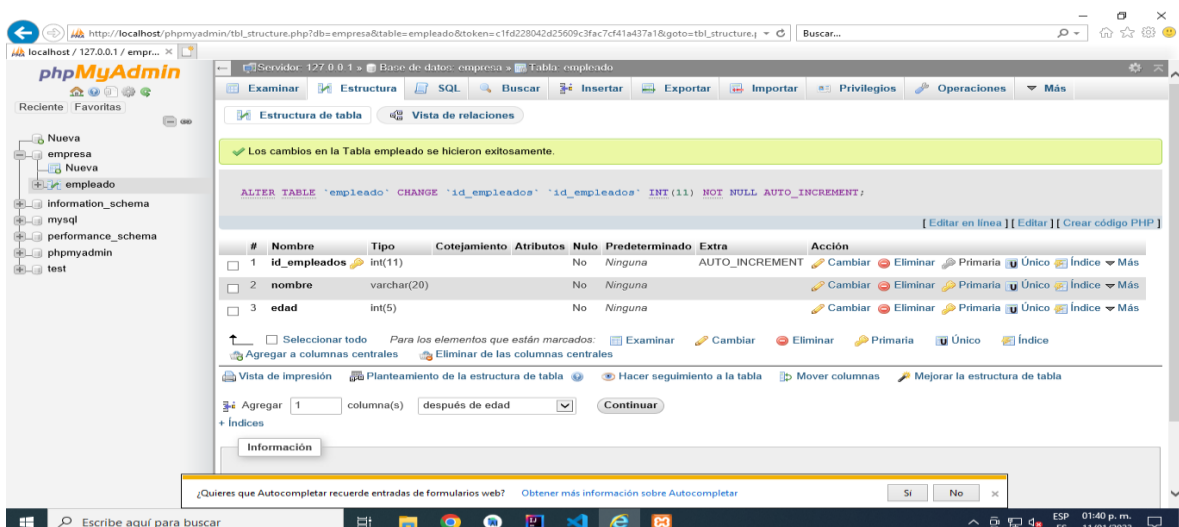 http://localhost/phpmyadmin/tbl_structure.php?db=empresa&table=empleado&token=c1fd228042d25609c3fac7cf41a437a1&goto=tbl_structure.
Buscar...
localhost / 127.0.0.1 / empr...
phpMyAdmin
Reciente Favoritas
Nueva
empresa
Nueva
empleado
information_schema
mysql
performance_schema
phpmyadmin
test
Servidor: 127.0.0.1 » Base de datos: empresa » Tabla: empleado
Examinar Estructura SQL Buscar Insertar Exportar Importar Privilegios Operaciones Más
Estructura de tabla Vista de relaciones
Los cambios en la Tabla empleado se hicieron exitosamente.
ALTER TABLE `empleado` CHANGE `id_empleados` `id_empleados` INT(11) NOT NULL AUTO_INCREMENT;
[ Editar en línea ] [ Editar ] [ Crear código PHP ]
# Nombre Tipo Cotejamiento Atributos Nulo Predeterminado Extra Acción
1 id_empleados int(11) No Ninguna AUTO_INCREMENT Cambiar Eliminar Primaria Único Índice Más
2 nombre varchar(20) No Ninguna Cambiar Eliminar Primaria Único Índice Más
3 edad int(5) No Ninguna Cambiar Eliminar Primaria Único Índice Más
Seleccionar todo Para los elementos que están marcados: Examinar Cambiar Eliminar Primaria Único Índice
Agregar a columnas centrales Eliminar de las columnas centrales
Vista de impresión Planteamiento de la estructura de tabla Hacer seguimiento a la tabla Mover columnas Mejorar la estructura de tabla
Agregar 1 columna(s) después de edad Continuar
+ Índices
Información
¿Quieres que Autocompletar recuerde entradas de formularios web? Obtener más información sobre Autocompletar Sí No
Escribe aquí para buscar
ESP 01:40 p. m.